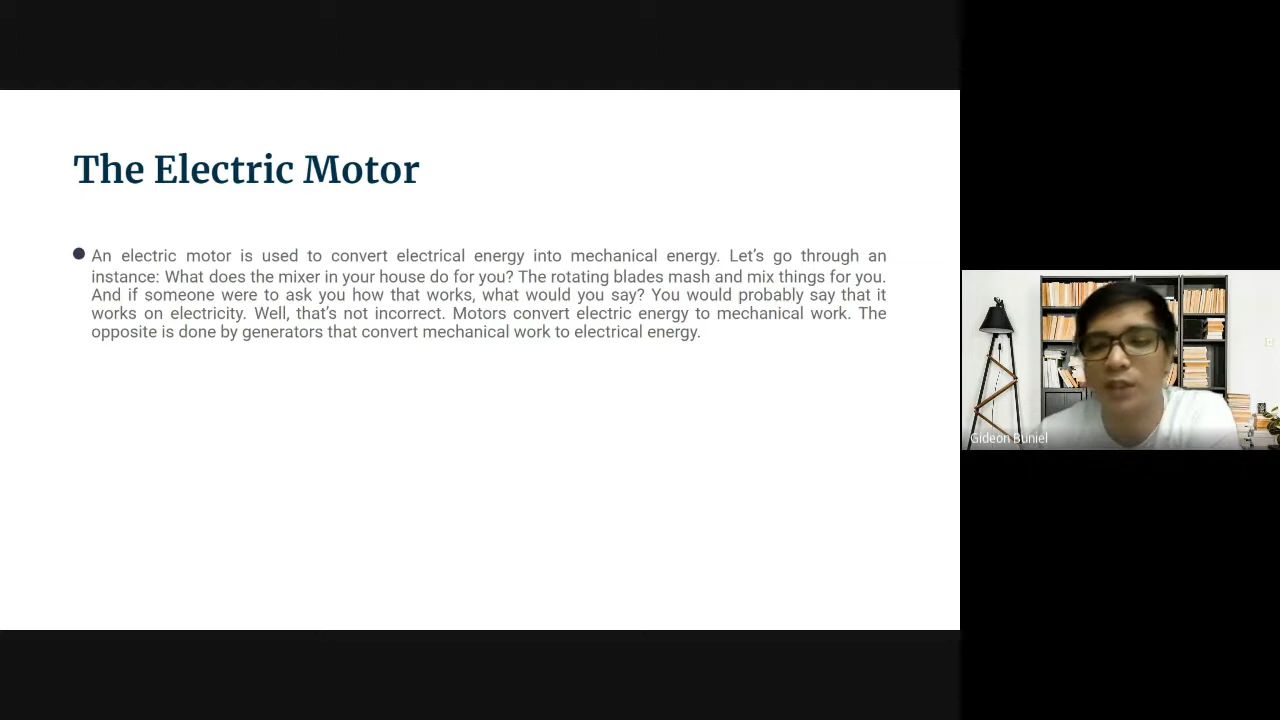 The Electric Motor
An electric motor is used to convert electrical energy into mechanical energy. Let’s go through an
instance: What does the mixer in your house do for you? The rotating blades mash and mix things for you.
And if someone were to ask you how that works, what would you say? You would probably say that it
works on electricity. Well, that’s not incorrect. Motors convert electric energy to mechanical work. The
opposite is done by generators that convert mechanical work to electrical energy.
Gideon Buniel